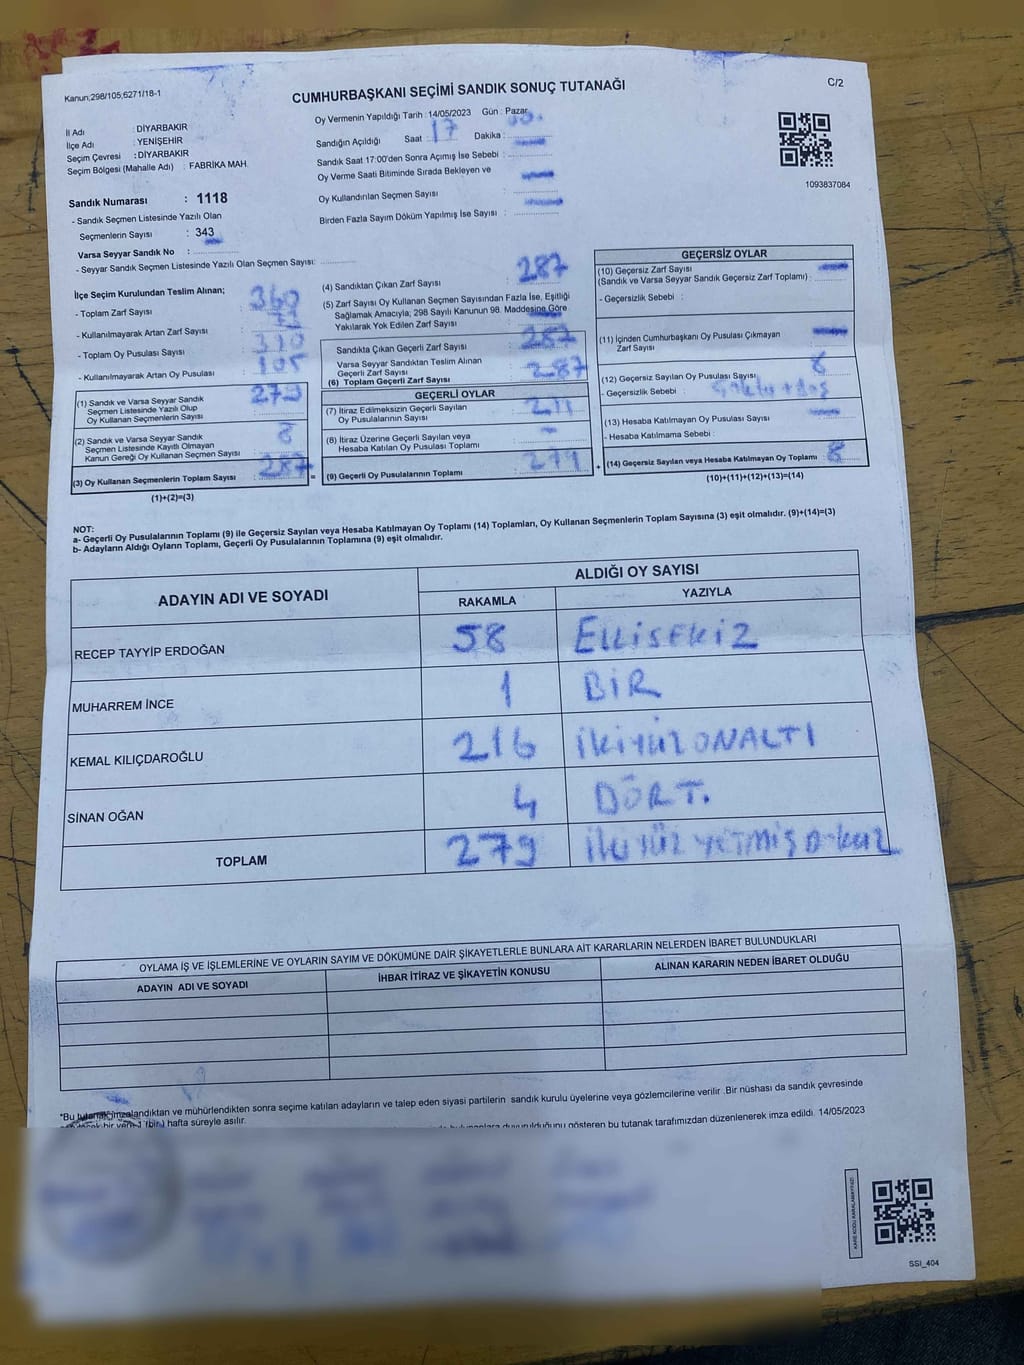 Kanun;298/105;6271/18-1
C/2
CUMHURBAŞKANI SEÇİMİ SANDIK SONUÇ TUTANAĞI
Oy Vermenin Yapıldığı Tarih : 14/05/2023 Gün : Pazar
İl Adı : DİYARBAKIR
İlçe Adı : YENİŞEHİR
Seçim Çevresi : DİYARBAKIR
Seçim Bölgesi (Mahalle Adı) : FABRİKA MAH.
Sandığın Açıldığı Saat : 17 Dakika :
Sandık Saat 17:00'den Sonra Açımış İse Sebebi :
Oy Verme Saati Bitiminde Sırada Bekleyen ve
Oy Kullandırılan Seçmen Sayısı :
Birden Fazla Sayım Döküm Yapılmış İse Sayısı :
1093837084
Sandık Numarası : 1118
- Sandık Seçmen Listesinde Yazılı Olan
Seçmenlerin Sayısı : 343
Varsa Seyyar Sandık No :
- Seyyar Sandık Seçmen Listesinde Yazılı Olan Seçmen Sayısı:
İlçe Seçim Kurulundan Teslim Alınan;
- Toplam Zarf Sayısı : 360
- Kullanılmayarak Artan Zarf Sayısı :
- Toplam Oy Pusulası Sayısı :
- Kullanılmayarak Artan Oy Pusulası : 105
(1) Sandık ve Varsa Seyyar Sandık
Seçmen Listesinde Yazılı Olup
Oy Kullanan Seçmenlerin Sayısı : 279
(2) Sandık ve Varsa Seyyar Sandık
Seçmen Listesinde Kayıtlı Olmayan
Kanun Gereği Oy Kullanan Seçmen Sayısı : 8
(3) Oy Kullanan Seçmenlerin Toplam Sayısı : 287 =
(1)+(2)=(3)
(4) Sandıktan Çıkan Zarf Sayısı : 287
(5) Zarf Sayısı Oy Kullanan Seçmen Sayısından Fazla İse, Eşitliği
Sağlamak Amacıyla; 298 Sayılı Kanunun 98. Maddesine Göre
Yakılarak Yok Edilen Zarf Sayısı :
Sandıkta Çıkan Geçerli Zarf Sayısı : 287
Varsa Seyyar Sandıktan Teslim Alınan
Geçerli Zarf Sayısı :
(6) Toplam Geçerli Zarf Sayısı : 287
GEÇERLİ OYLAR
(7) İtiraz Edilmeksizin Geçerli Sayılan
Oy Pusulalarının Sayısı :
(8) İtiraz Üzerine Geçerli Sayılan veya
Hesaba Katılan Oy Pusulası Toplamı :
(9) Geçerli Oy Pusulalarının Toplamı : 279 +
GEÇERSİZ OYLAR
(10) Geçersiz Zarf Sayısı
(Sandık ve Varsa Seyyar Sandık Geçersiz Zarf Toplamı) :
- Geçersizlik Sebebi :
(11) İçinden Cumhurbaşkanı Oy Pusulası Çıkmayan
Zarf Sayısı :
(12) Geçersiz Sayılan Oy Pusulası Sayısı : 8
- Geçersizlik Sebebi :
(13) Hesaba Katılmayan Oy Pusulası Sayısı :
- Hesaba Katılmama Sebebi :
(14) Geçersiz Sayılan veya Hesaba Katılmayan Oy Toplamı : 8
(10)+(11)+(12)+(13)=(14)
NOT:
a- Geçerli Oy Pusulalarının Toplamı (9) ile Geçersiz Sayılan veya Hesaba Katılmayan Oy Toplamı (14) Toplamları, Oy Kullanan Seçmenlerin Toplam Sayısına (3) eşit olmalıdır. (9)+(14)=(3)
b- Adayların Aldığı Oyların Toplamı, Geçerli Oy Pusulalarının Toplamına (9) eşit olmalıdır.
ADAYIN ADI VE SOYADI
ALDIĞI OY SAYISI
RAKAMLA YAZIYLA
RECEP TAYYİP ERDOĞAN 58 ELLİSEKİZ
MUHARREM İNCE 1 BİR
KEMAL KILIÇDAROĞLU 216 İKİYÜZONALTI
SİNAN OĞAN 4 DÖRT.
TOPLAM 279 İKİYÜZ YETMİŞ DOKUZ
OYLAMA İŞ VE İŞLEMLERİNE VE OYLARIN SAYIM VE DÖKÜMÜNE DAİR ŞİKAYETLERLE BUNLARA AİT KARARLARIN NELERDEN İBARET BULUNDUKLARI
ADAYIN ADI VE SOYADI İHBAR İTİRAZ VE ŞİKAYETİN KONUSU ALINAN KARARIN NEDEN İBARET OLDUĞU
*Bu tutanak imzalandıktan ve mühürlendikten sonra seçime katılan adayların ve talep eden siyasi partilerin sandık kurulu üyelerine veya gözlemcilerine verilir .Bir nüshası da sandık çevresinde
bir yere 1 (bir) hafta süreyle asılır.
duyurulduğunu gösteren bu tutanak tarafımızdan düzenlenerek imza edildi. 14/05/2023
KARE KODU KARALAMAYINIZ!
SSI_404